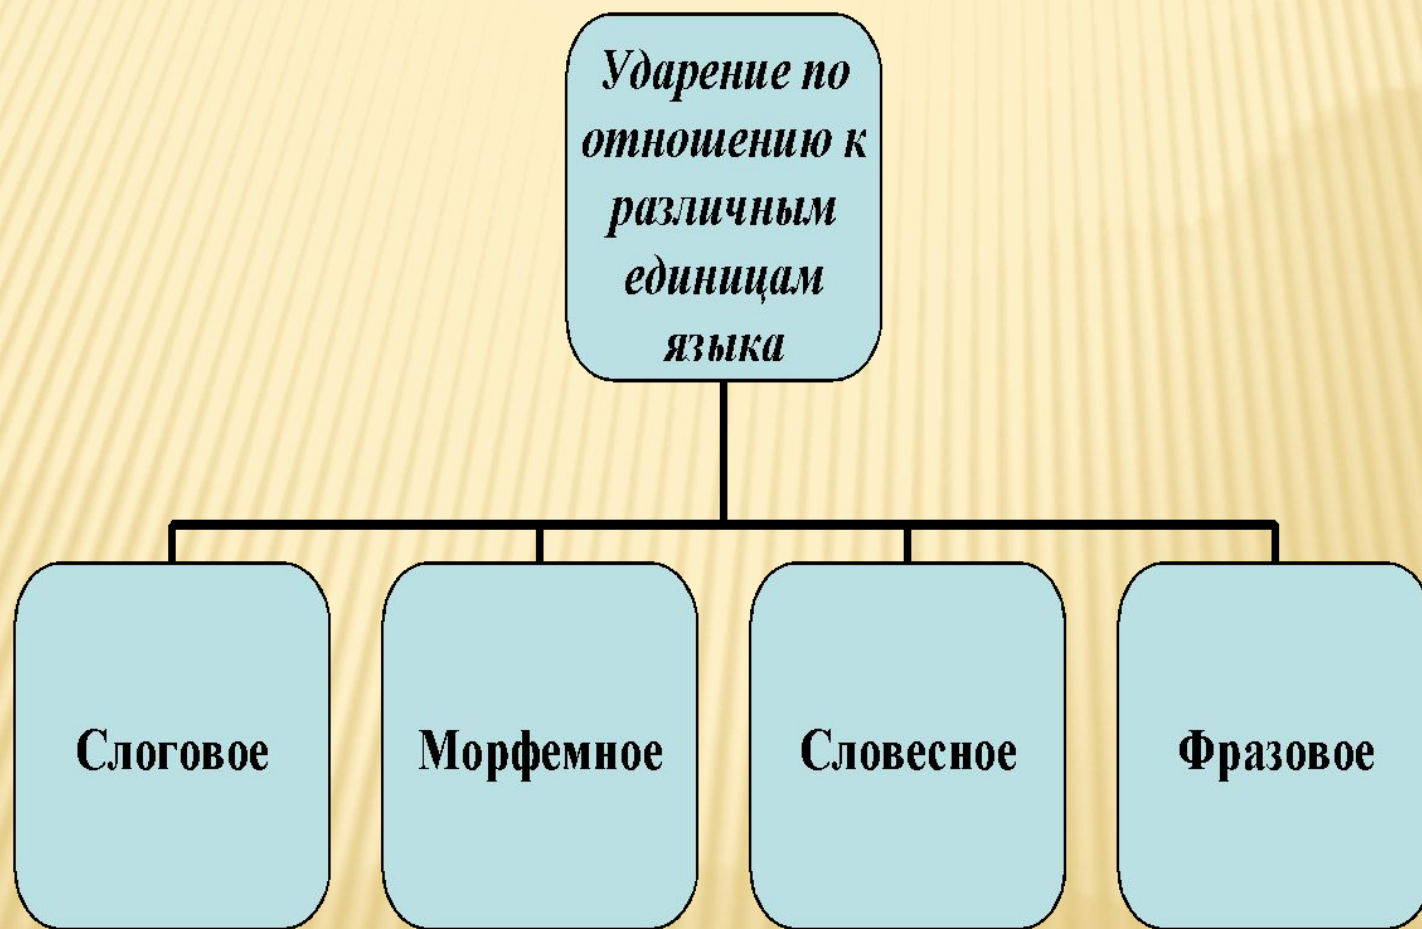 Ударение по
отношению к
различным
единицам
языка
Слоговое
Морфемное
Словесное
Фразовое